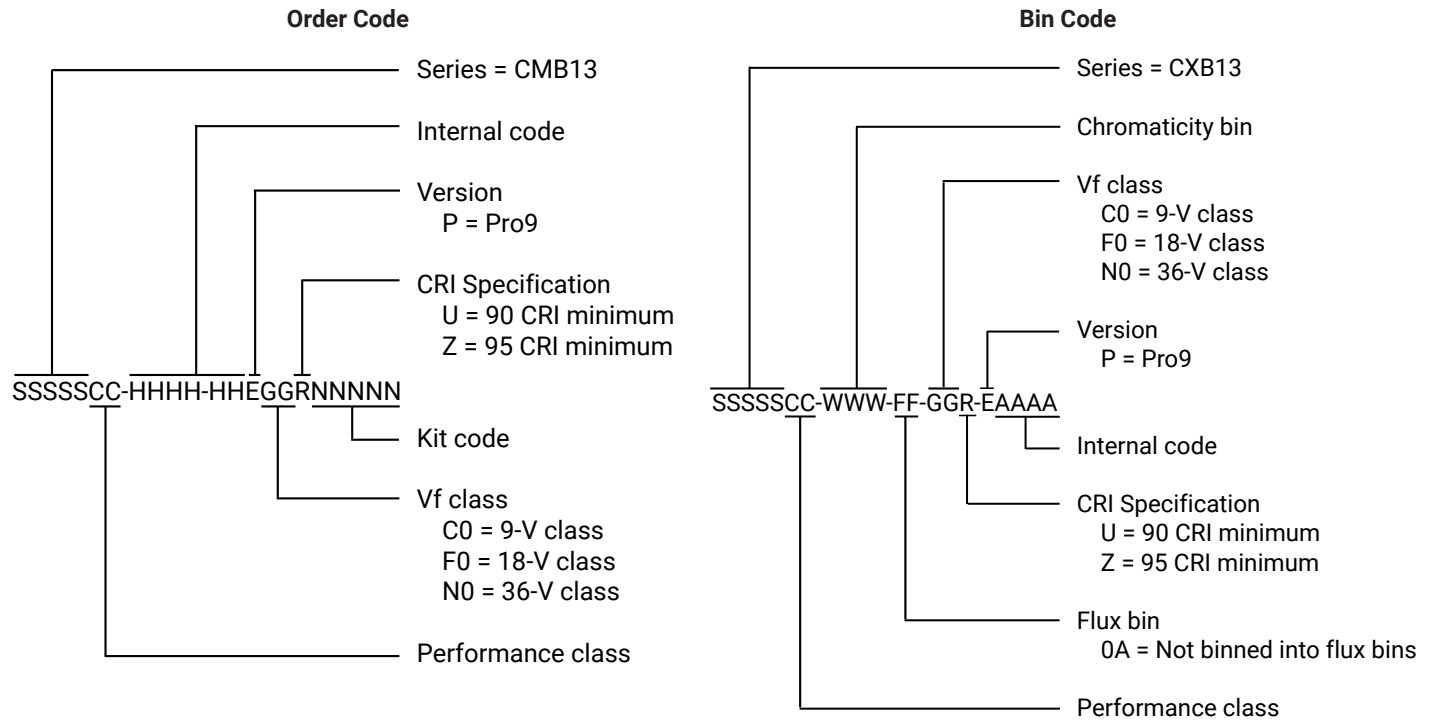 Order Code
Series = CMB13
Internal code
Version
P = Pro9
CRI Specification
U = 90 CRI minimum
Z = 95 CRI minimum
SSSSSCC-HHHH-HHEGGRNNNNN
Kit code
Vf class
C0 = 9-V class
F0 = 18-V class
N0 = 36-V class
Performance class
Bin Code
Series = CXB13
Chromaticity bin
Vf class
C0 = 9-V class
F0 = 18-V class
N0 = 36-V class
Version
P = Pro9
SSSSSCC-WWW-FF-GGR-EAAAA
Internal code
CRI Specification
U = 90 CRI minimum
Z = 95 CRI minimum
Flux bin
0A = Not binned into flux bins
Performance class